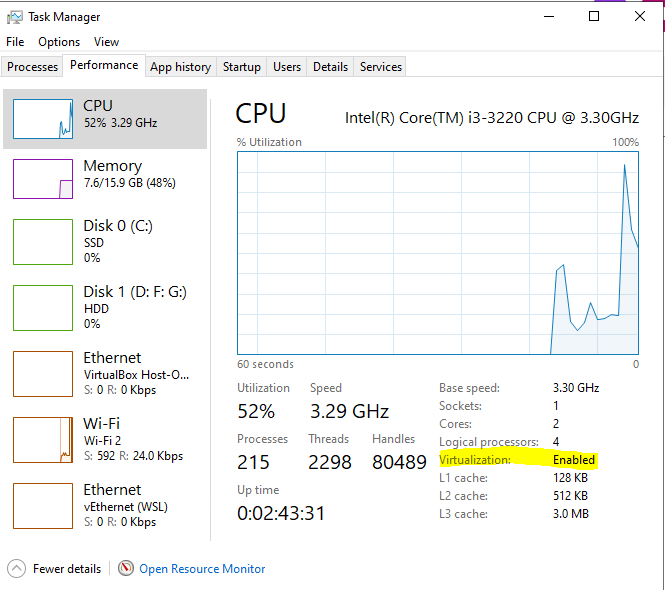 Task Manager
File Options View
Processes Performance App history Startup Users Details Services
CPU
52% 3.29 GHz
Memory
7.6/15.9 GB (48%)
Disk 0 (C:)
SSD
0%
Disk 1 (D: F: G:)
HDD
0%
Ethernet
VirtualBox Host-O...
S: 0 R: 0 Kbps
Wi-Fi
Wi-Fi 2
S: 592 R: 24.0 Kbps
Ethernet
vEthernet (WSL)
S: 0 R: 0 Kbps
CPU Intel(R) Core(TM) i3-3220 CPU @ 3.30GHz
% Utilization 100%
60 seconds 0
Utilization Speed
52% 3.29 GHz
Processes Threads Handles
215 2298 80489
Up time
0:02:43:31
Base speed: 3.30 GHz
Sockets: 1
Cores: 2
Logical processors: 4
Virtualization: Enabled
L1 cache: 128 KB
L2 cache: 512 KB
L3 cache: 3.0 MB
Fewer details Open Resource Monitor